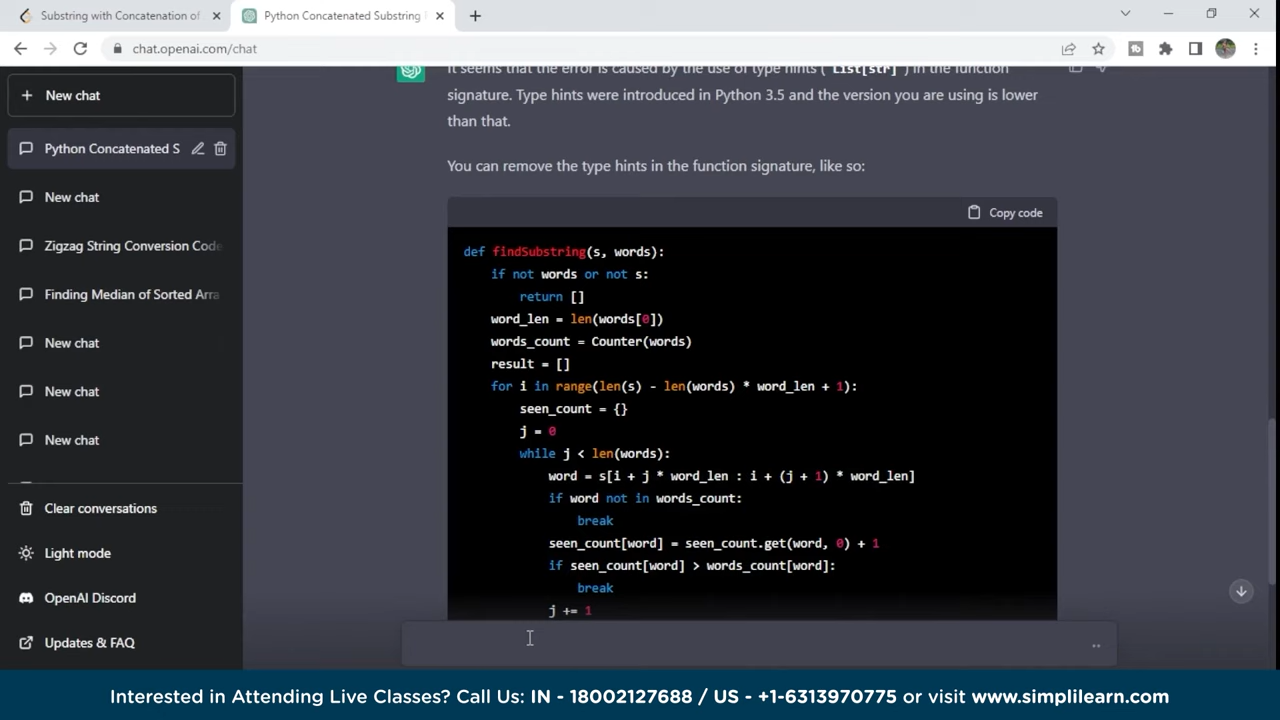 Substring with Concatenation of
Python Concatenated Substring
chat.openai.com/chat
New chat
Python Concatenated S
New chat
Zigzag String Conversion Code
Finding Median of Sorted Arra
New chat
New chat
New chat
Clear conversations
Light mode
OpenAI Discord
Updates & FAQ
It seems that the error is caused by the use of type hints (`List[str]`) in the function
signature. Type hints were introduced in Python 3.5 and the version you are using is lower
than that.
You can remove the type hints in the function signature, like so:
Copy code
def findSubstring(s, words):
if not words or not s:
return []
word_len = len(words[0])
words_count = Counter(words)
result = []
for i in range(len(s) - len(words) * word_len + 1):
seen_count = {}
j = 0
while j < len(words):
word = s[i + j * word_len : i + (j + 1) * word_len]
if word not in words_count:
break
seen_count[word] = seen_count.get(word, 0) + 1
if seen_count[word] > words_count[word]:
break
j += 1
Interested in Attending Live Classes? Call Us: IN - 18002127688 / US - +1-6313970775 or visit www.simplilearn.com